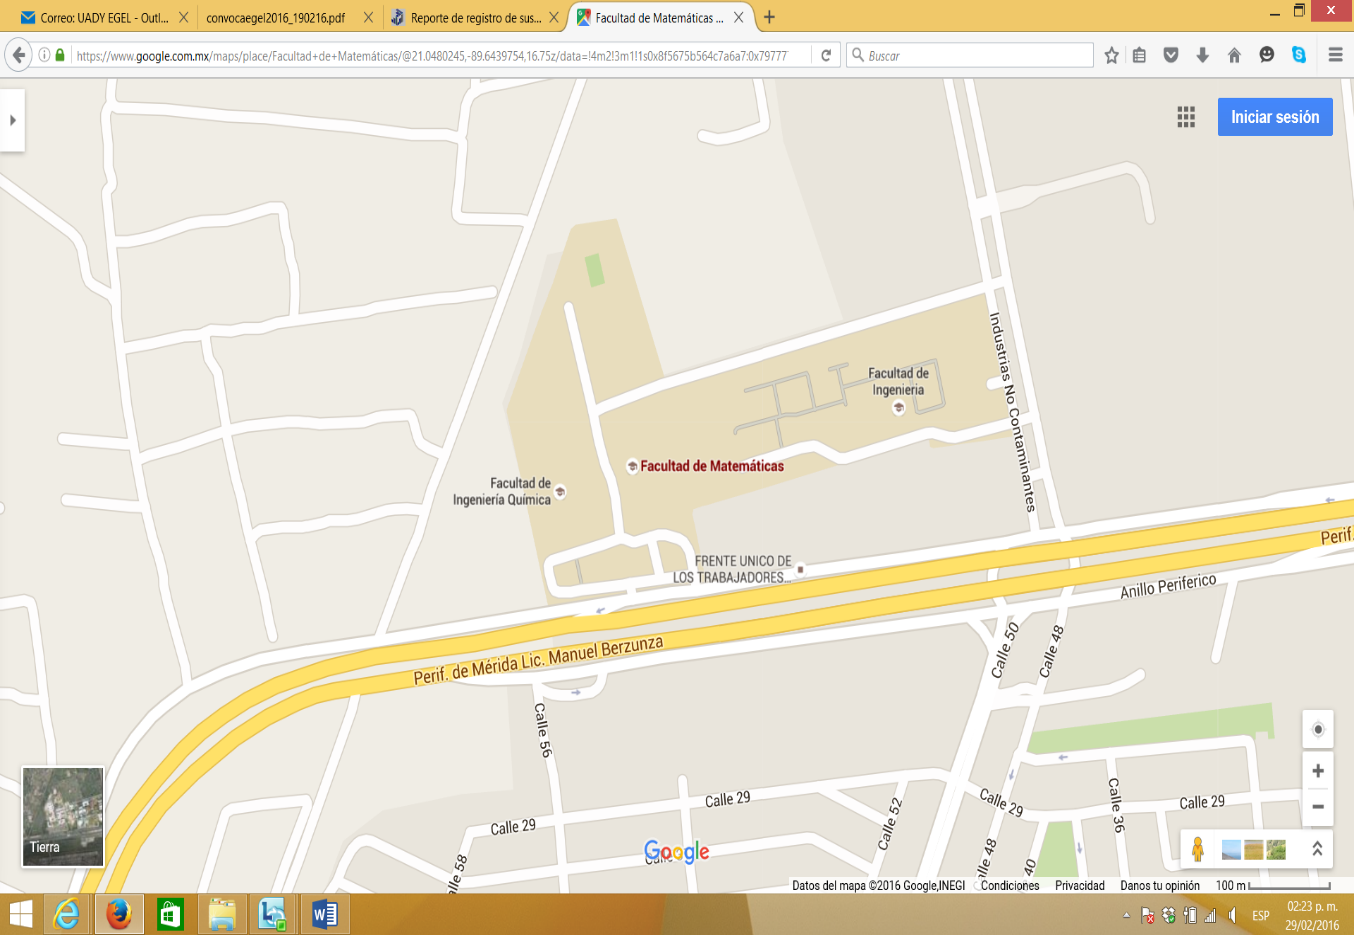 Correo: UADY EGEL - Outl...
convocaegel2016_190216.pdf
Reporte de registro de sus...
Facultad de Matemáticas ...
https://www.google.com.mx/maps/place/Facultad+de+Matemáticas/@21.0480245,-89.6439754,16.75z/data=!4m2!3m1!1s0x8f5675b564c7a6a7:0x79777
Buscar
Iniciar sesión
Industrias No Contaminantes
Facultad de
Ingenieria
Facultad de Matemáticas
Facultad de
Ingeniería Química
FRENTE UNICO DE
LOS TRABAJADORES...
Perif.
Anillo Periferico
Perif. de Mérida Lic. Manuel Berzunza
Calle 50
Calle 48
Calle 56
Calle 29
Calle 29
Calle 29
Calle 29
Calle 36
Calle 52
Calle 48
40
lle 58
Tierra
Google
Datos del mapa ©2016 Google,INEGI
Condiciones
Privacidad
Danos tu opinión
100 m
ESP
02:23 p. m.
29/02/2016